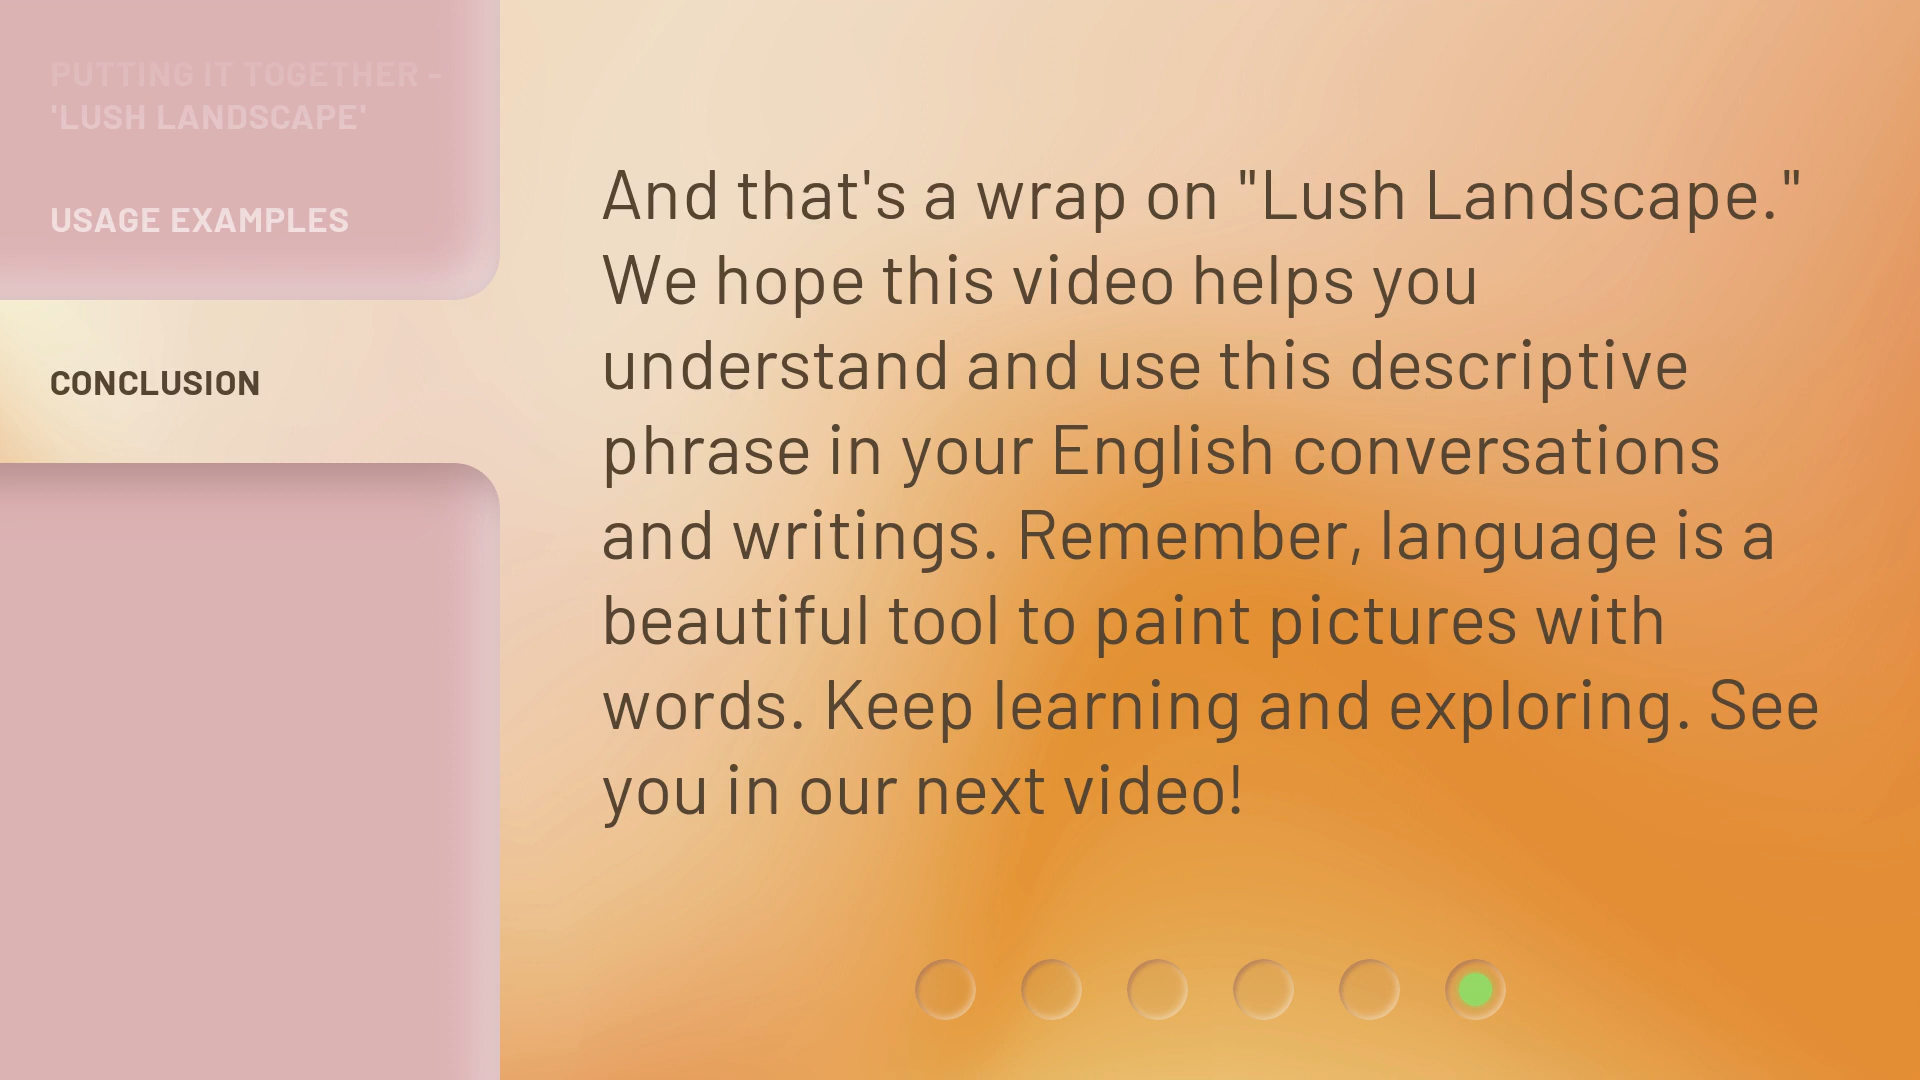 PUTTING IT TOGETHER -
'LUSH LANDSCAPE'
USAGE EXAMPLES
CONCLUSION
And that's a wrap on "Lush Landscape."
We hope this video helps you
understand and use this descriptive
phrase in your English conversations
and writings. Remember, language is a
beautiful tool to paint pictures with
words. Keep learning and exploring. See
you in our next video!